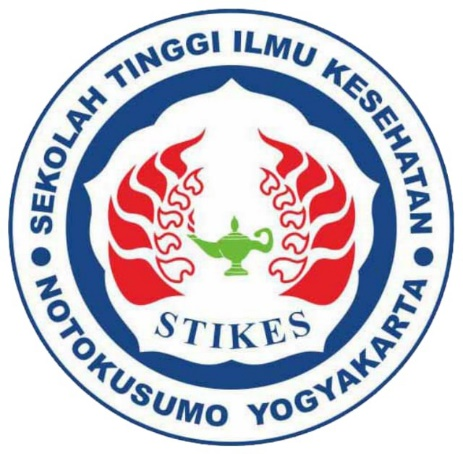 SEKOLAH TINGGI ILMU KESEHATAN
STIKES
NOTOKUSUMO YOGYAKARTA